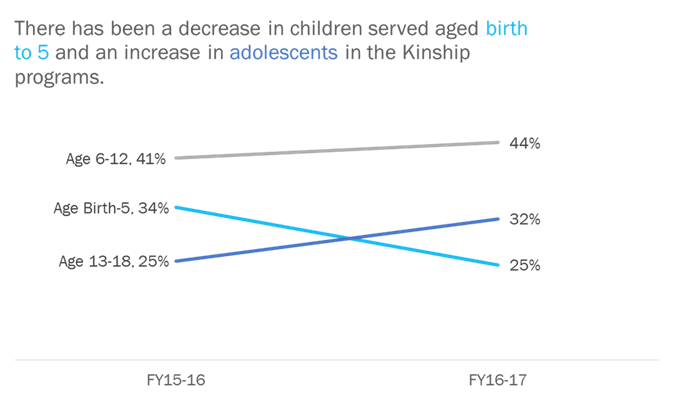 There has been a decrease in children served aged birth
to 5 and an increase in adolescents in the Kinship
programs.
44%
Age 6-12, 41%
Age Birth-5, 34%
32%
Age 13-18, 25%
25%
FY15-16
FY16-17